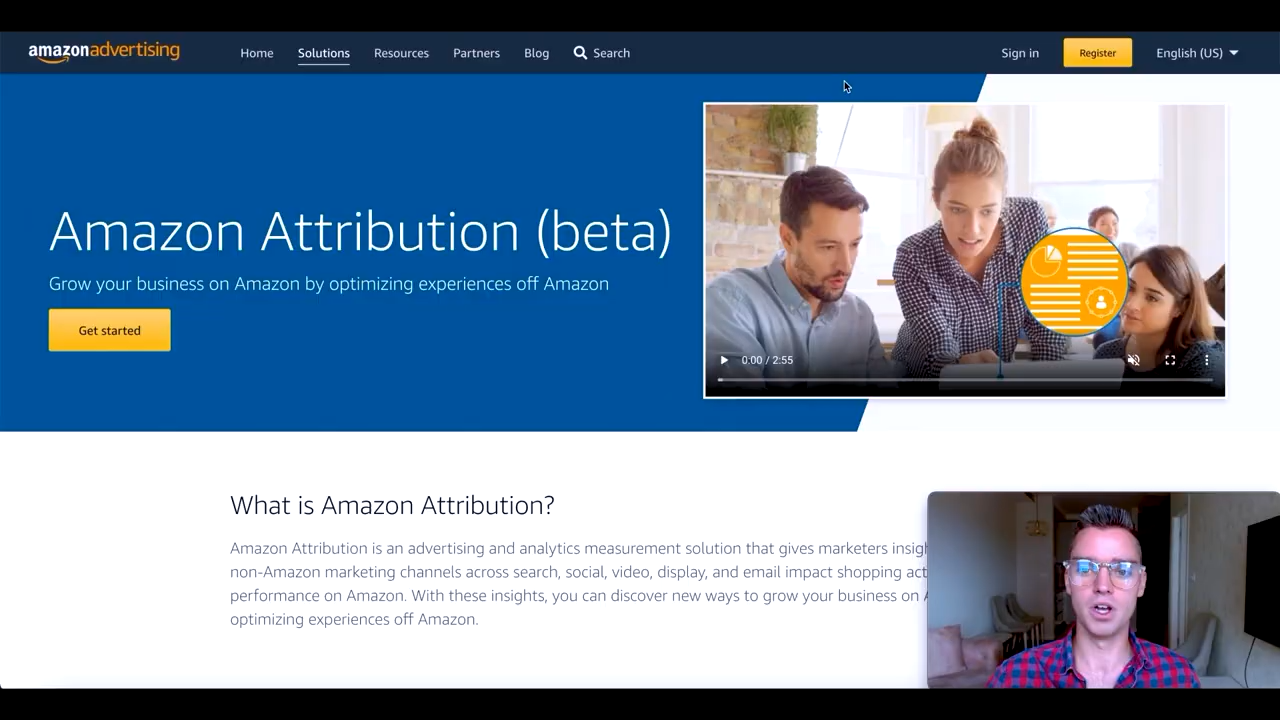 amazonadvertising
Home
Solutions
Resources
Partners
Blog
Search
Sign in
Register
English (US)
Amazon Attribution (beta)
Grow your business on Amazon by optimizing experiences off Amazon
Get started
0:00 / 2:55
What is Amazon Attribution?
Amazon Attribution is an advertising and analytics measurement solution that gives marketers
non-Amazon marketing channels across search, social, video, display, and email impact shopping
performance on Amazon. With these insights, you can discover new ways to grow your business on
optimizing experiences off Amazon.